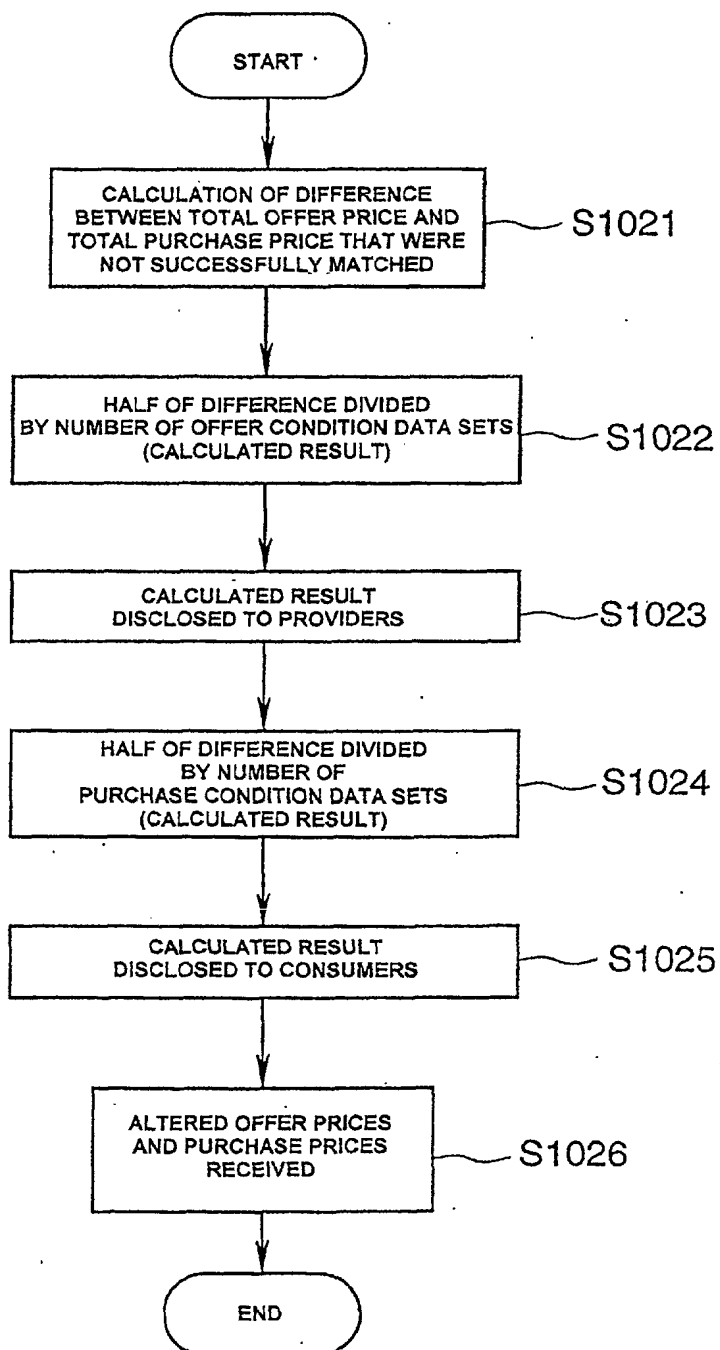 START
CALCULATION OF DIFFERENCE
BETWEEN TOTAL OFFER PRICE AND
TOTAL PURCHASE PRICE THAT WERE
NOT SUCCESSFULLY MATCHED
S1021
HALF OF DIFFERENCE DIVIDED
BY NUMBER OF OFFER CONDITION DATA SETS
(CALCULATED RESULT)
S1022
CALCULATED RESULT
DISCLOSED TO PROVIDERS
S1023
HALF OF DIFFERENCE DIVIDED
BY NUMBER OF
PURCHASE CONDITION DATA SETS
(CALCULATED RESULT)
S1024
CALCULATED RESULT
DISCLOSED TO CONSUMERS
S1025
ALTERED OFFER PRICES
AND PURCHASE PRICES
RECEIVED
S1026
END